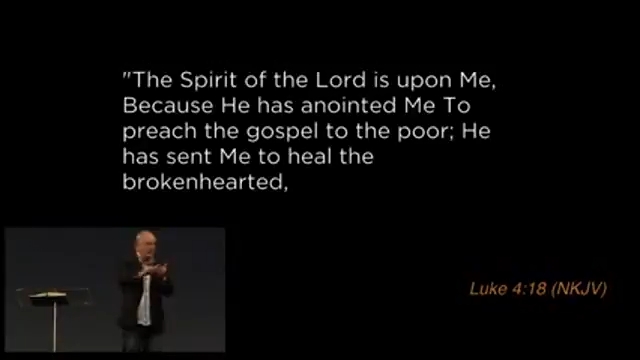 "The Spirit of the Lord is upon Me,
Because He has anointed Me To
preach the gospel to the poor; He
has sent Me to heal the
brokenhearted,
Luke 4:18 (NKJV)